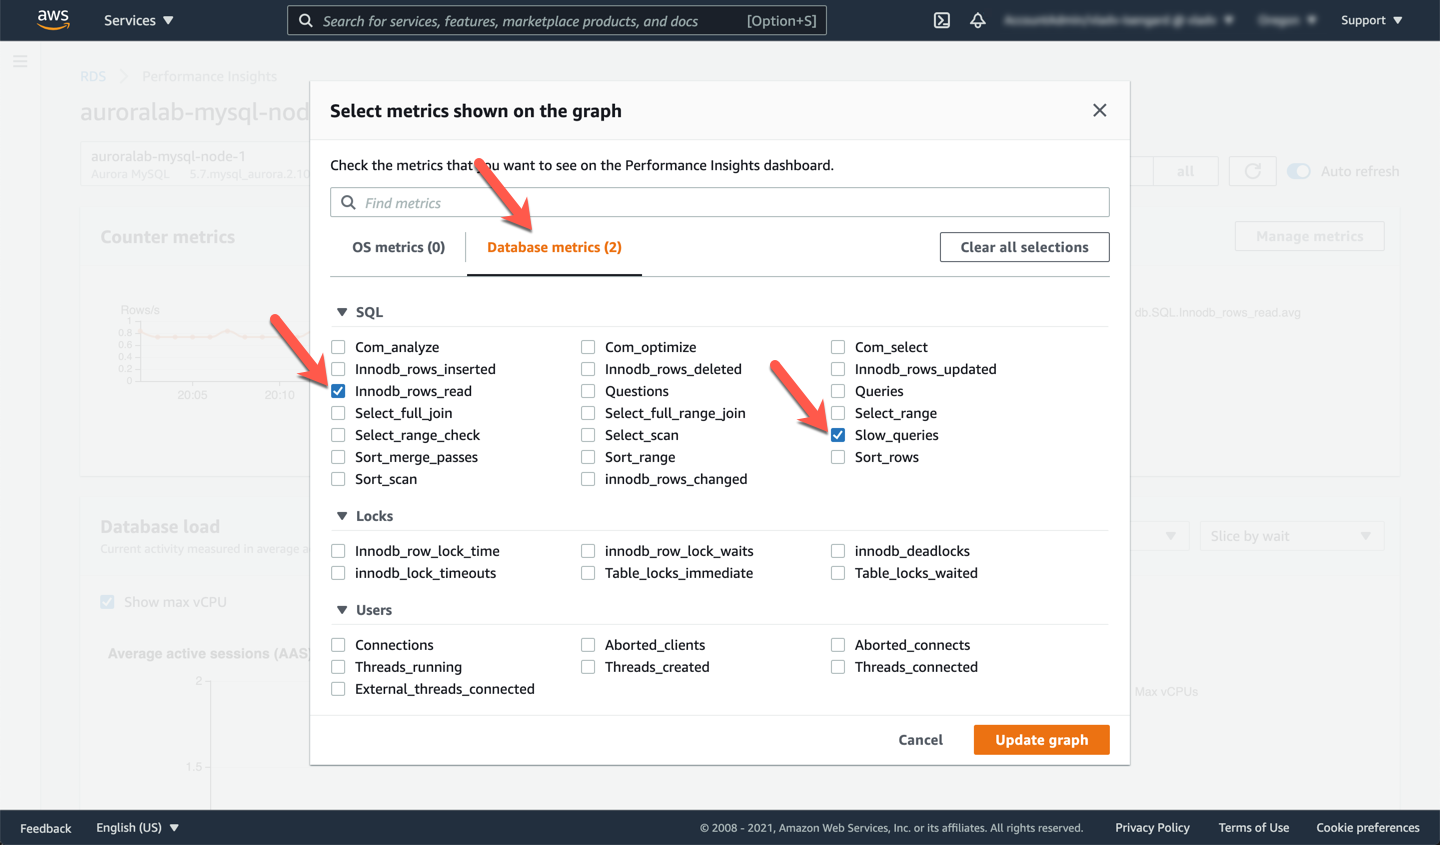 aws Services Search for services, features, marketplace products, and docs [Option+S] Support
RDS Performance Insights
auroralab-mysql-nod
auroralab-mysql-node-1
Aurora MySQL 5.7.mysql_aurora.2.10
all Auto refresh
Counter metrics Manage metrics
Rows/s
1
0.8
0.6
0.4
0.2
0
20:05 20:10
db.SQL.Innodb_rows_read.avg
Database load
Current activity measured in average a
Slice by wait
Show max vCPU
Average active sessions (AAS)
2
1.5
Max vCPUs
Select metrics shown on the graph
Check the metrics that you want to see on the Performance Insights dashboard.
Find metrics
OS metrics (0) Database metrics (2) Clear all selections
SQL
Com_analyze Com_optimize Com_select
Innodb_rows_inserted Innodb_rows_deleted Innodb_rows_updated
Innodb_rows_read Questions Queries
Select_full_join Select_full_range_join Select_range
Select_range_check Select_scan Slow_queries
Sort_merge_passes Sort_range Sort_rows
Sort_scan innodb_rows_changed
Locks
Innodb_row_lock_time innodb_row_lock_waits innodb_deadlocks
innodb_lock_timeouts Table_locks_immediate Table_locks_waited
Users
Connections Aborted_clients Aborted_connects
Threads_running Threads_created Threads_connected
External_threads_connected
Cancel Update graph
Feedback English (US) © 2008 - 2021, Amazon Web Services, Inc. or its affiliates. All rights reserved. Privacy Policy Terms of Use Cookie preferences